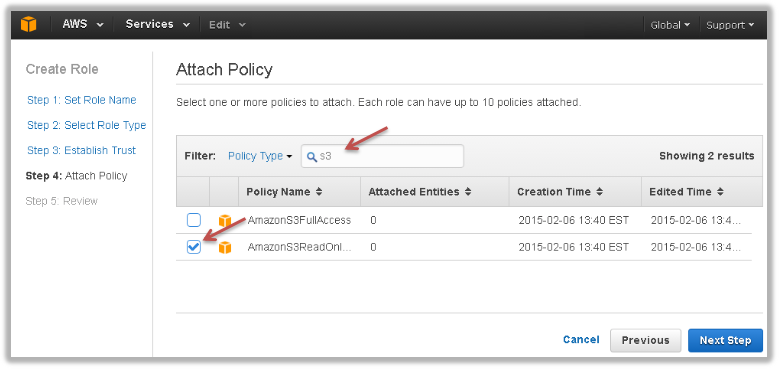 AWS Services Edit Global Support
Create Role
Step 1: Set Role Name
Step 2: Select Role Type
Step 3: Establish Trust
Step 4: Attach Policy
Step 5: Review
Attach Policy
Select one or more policies to attach. Each role can have up to 10 policies attached.
Filter: Policy Type s3 Showing 2 results
Policy Name Attached Entities Creation Time Edited Time
AmazonS3FullAccess 0 2015-02-06 13:40 EST 2015-02-06 13:4...
AmazonS3ReadOnl... 0 2015-02-06 13:40 EST 2015-02-06 13:4...
Cancel Previous Next Step